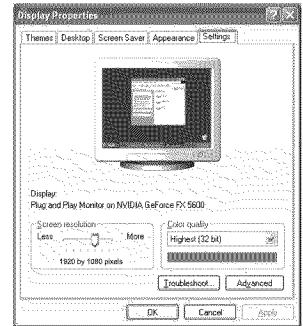 Display Properties
Themes Desktop Screen Saver Appearance Settings
Display:
Plug and Play Monitor on NVIDIA GeForce FX 5600
Screen resolution
Less More
1920 by 1080 pixels
Color quality
Highest (32 bit)
Troubleshoot... Advanced
OK Cancel Apply